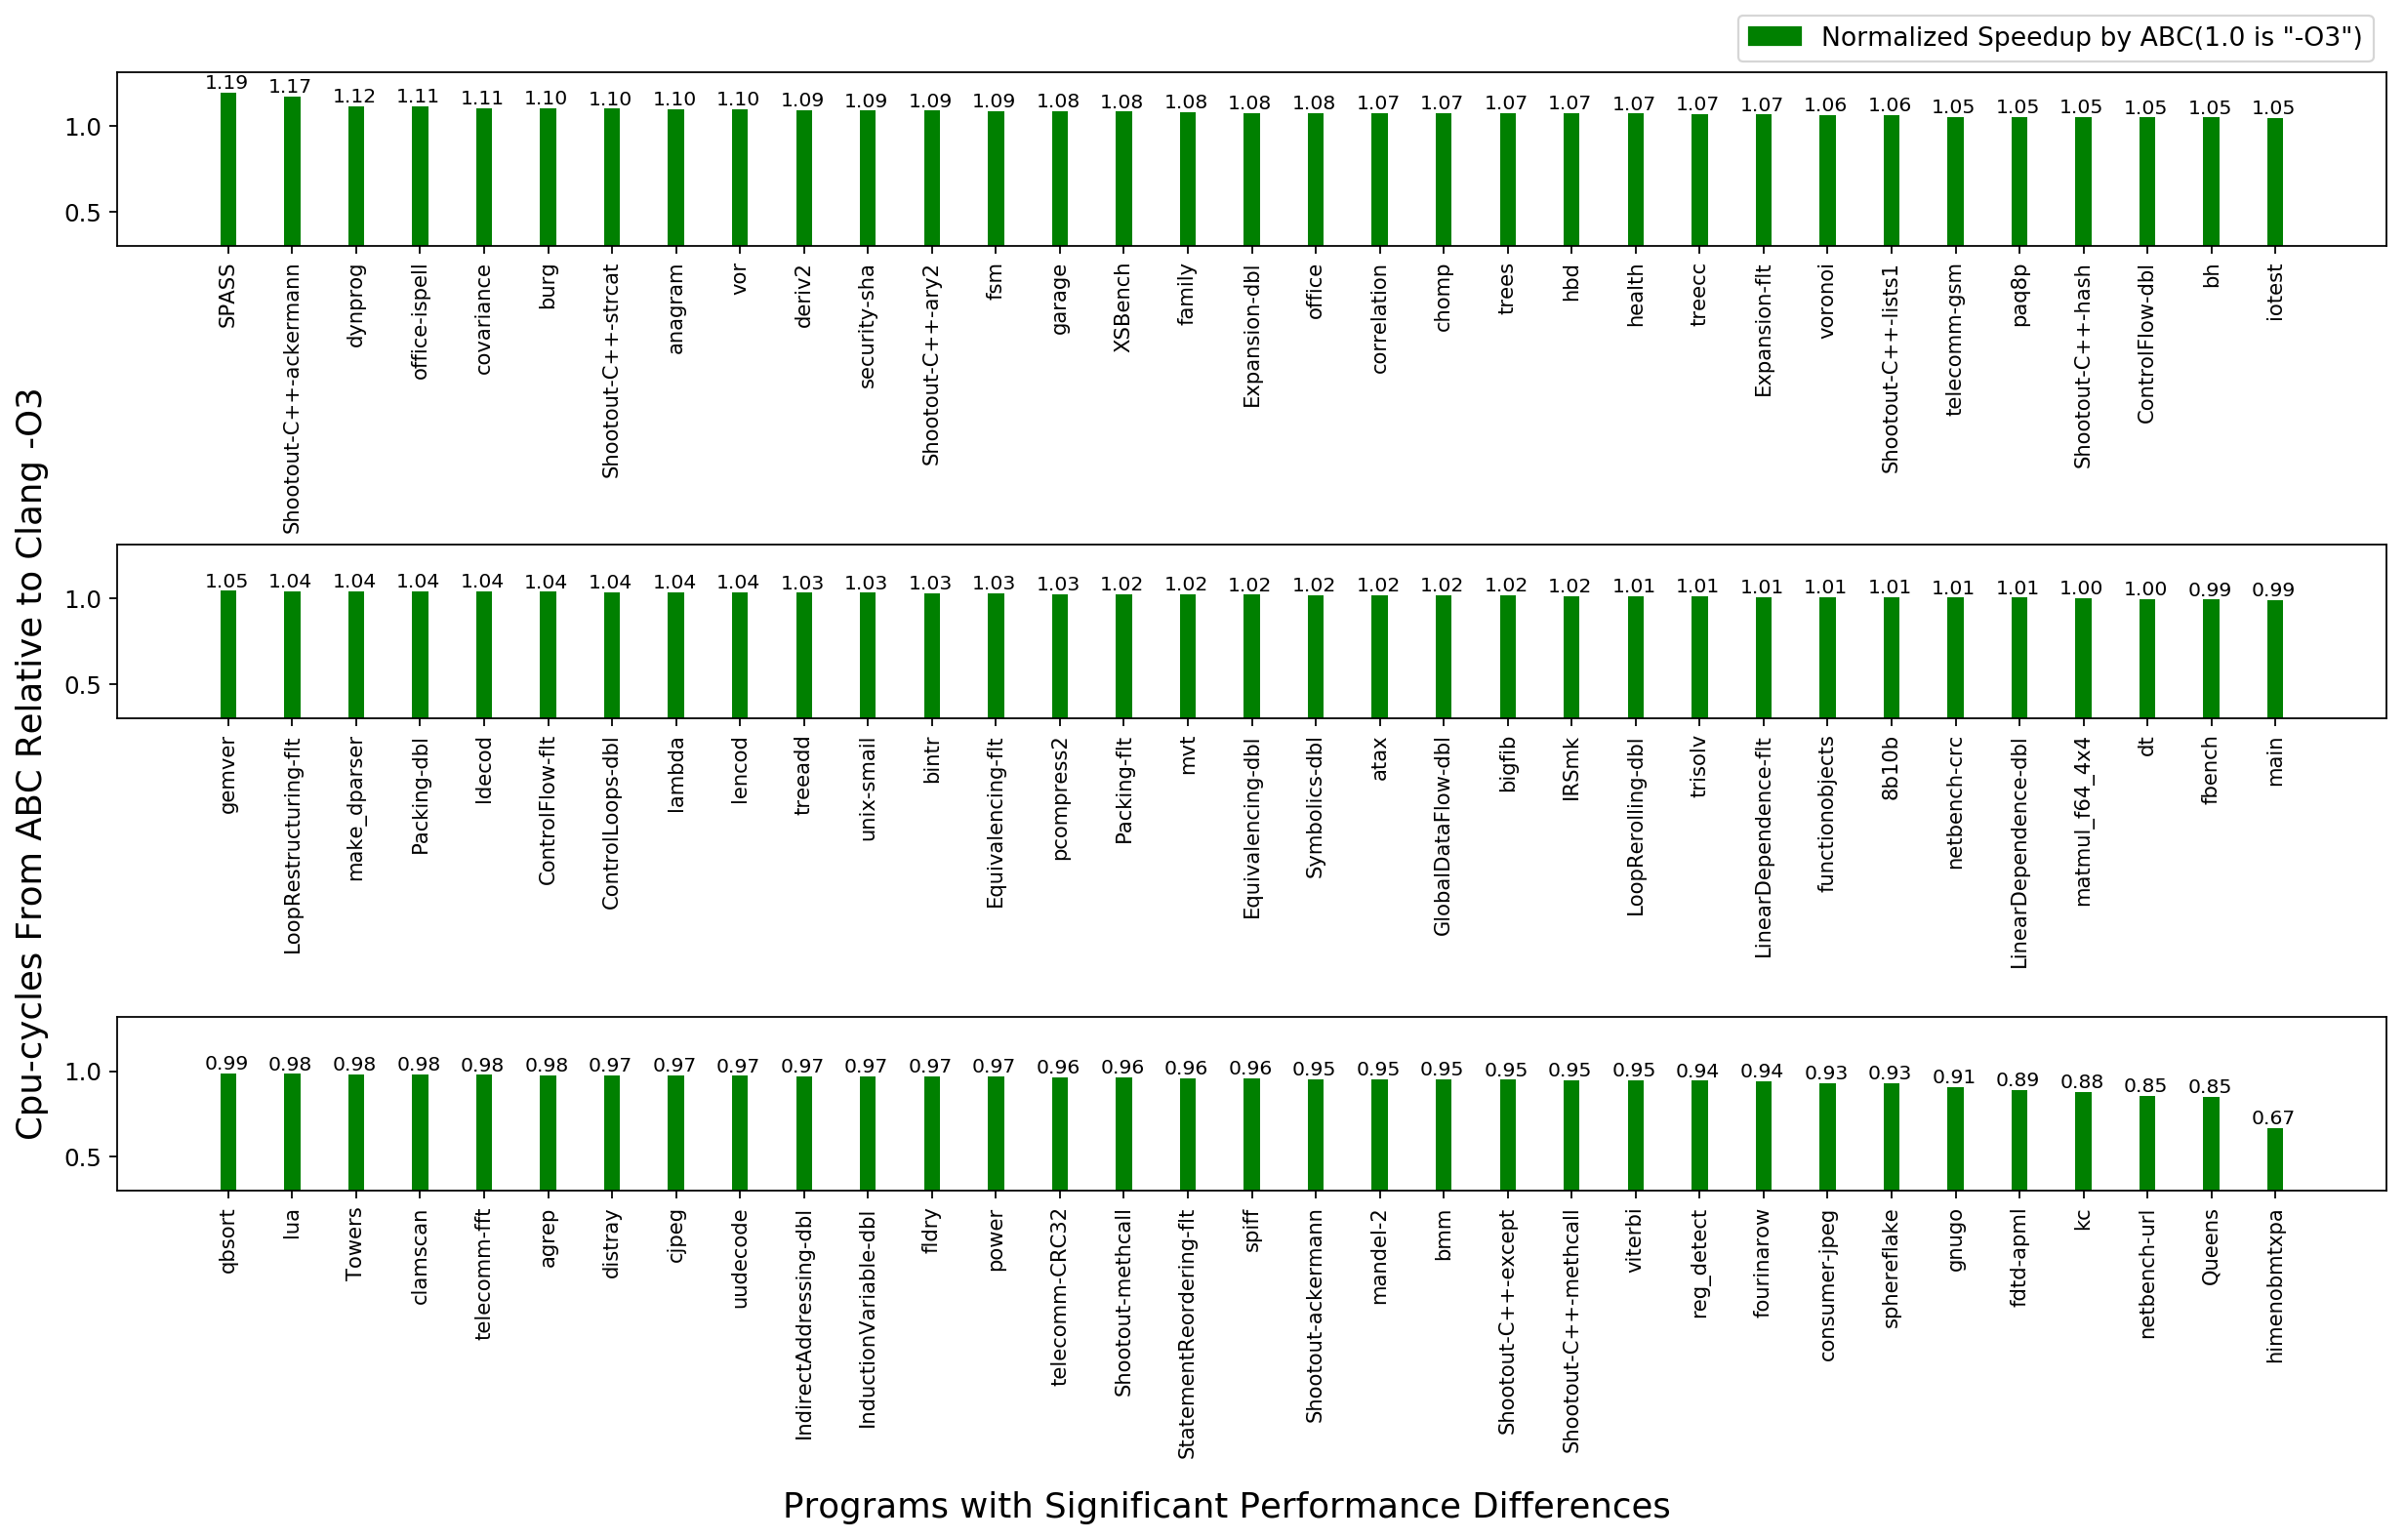 Normalized Speedup by ABC(1.0 is "-O3")
Cpu-cycles From ABC Relative to Clang -O3
1.19 1.17 1.12 1.11 1.11 1.10 1.10 1.10 1.10 1.09 1.09 1.09 1.09 1.08 1.08 1.08 1.08 1.08 1.07 1.07 1.07 1.07 1.07 1.07 1.07 1.06 1.06 1.05 1.05 1.05 1.05 1.05 1.05
1.0
0.5
SPASS
Shootout-C++-ackermann
dynprog
office-ispell
covariance
burg
Shootout-C++-strcat
anagram
vor
deriv2
security-sha
Shootout-C++-ary2
fsm
garage
XSBench
family
Expansion-dbl
office
correlation
chomp
trees
hbd
health
treecc
Expansion-flt
voronoi
Shootout-C++-lists1
telecomm-gsm
paq8p
Shootout-C++-hash
ControlFlow-dbl
bh
iotest
1.05 1.04 1.04 1.04 1.04 1.04 1.04 1.04 1.04 1.03 1.03 1.03 1.03 1.03 1.02 1.02 1.02 1.02 1.02 1.02 1.02 1.02 1.01 1.01 1.01 1.01 1.01 1.01 1.01 1.00 1.00 0.99 0.99
1.0
0.5
gemver
LoopRestructuring-flt
make_dparser
Packing-dbl
ldecod
ControlFlow-flt
ControlLoops-dbl
lambda
lencod
treeadd
unix-smail
bintr
Equivalencing-flt
pcompress2
Packing-flt
mvt
Equivalencing-dbl
Symbolics-dbl
atax
GlobalDataFlow-dbl
bigfib
IRSmk
LoopRerolling-dbl
trisolv
LinearDependence-flt
functionobjects
8b10b
netbench-crc
LinearDependence-dbl
matmul_f64_4x4
dt
fbench
main
0.99 0.98 0.98 0.98 0.98 0.98 0.97 0.97 0.97 0.97 0.97 0.97 0.97 0.96 0.96 0.96 0.96 0.95 0.95 0.95 0.95 0.95 0.95 0.94 0.94 0.93 0.93 0.91 0.89 0.88 0.85 0.85 0.67
1.0
0.5
qbsort
lua
Towers
clamscan
telecomm-fft
agrep
distray
cjpeg
uudecode
IndirectAddressing-dbl
InductionVariable-dbl
fldry
power
telecomm-CRC32
Shootout-methcall
StatementReordering-flt
spiff
Shootout-ackermann
mandel-2
bmm
Shootout-C++-except
Shootout-C++-methcall
viterbi
reg_detect
fourinarow
consumer-jpeg
sphereflake
gnugo
fdtd-apml
kc
netbench-url
Queens
himenobmtxpa
Programs with Significant Performance Differences